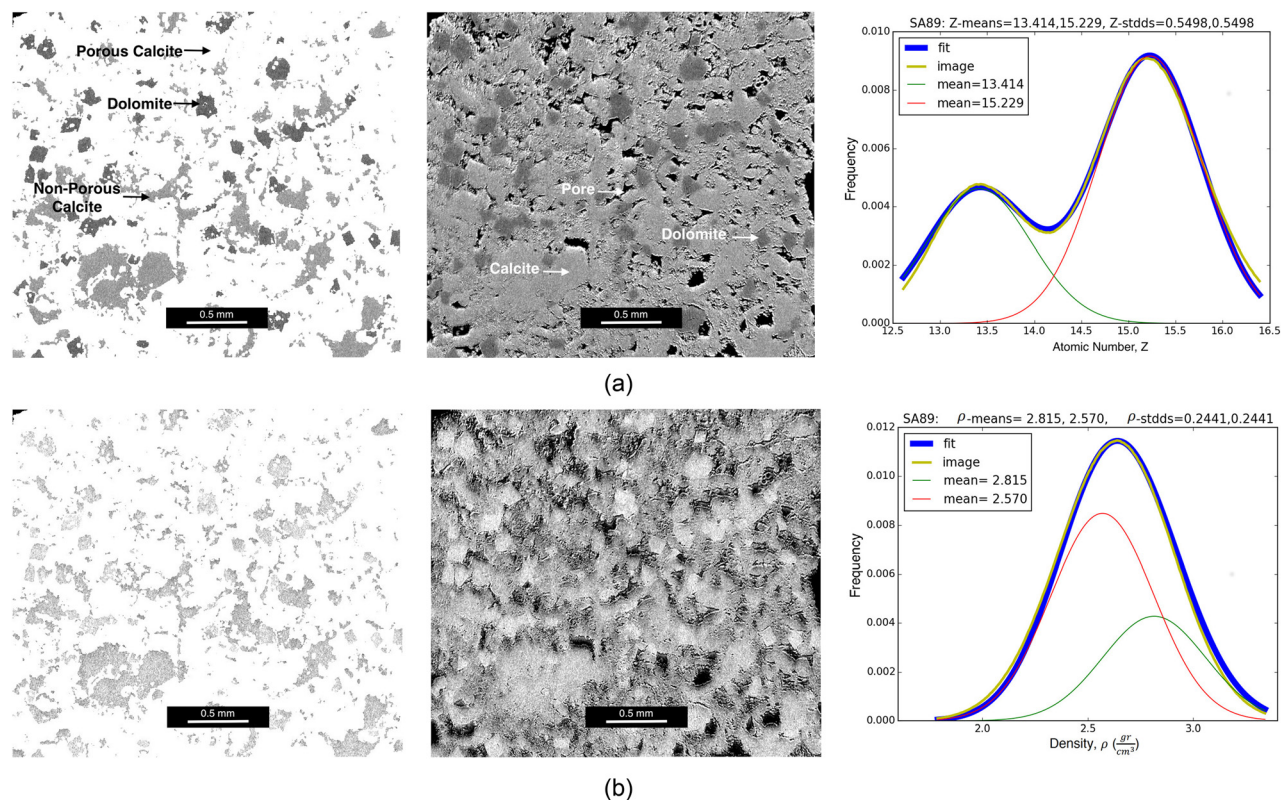 Porous Calcite
Dolomite
Non-Porous
Calcite
0.5 mm
Pore
Dolomite
Calcite
0.5 mm
SA89: Z-means=13.414,15.229, Z-stdds=0.5498,0.5498
fit
image
mean=13.414
mean=15.229
Frequency
0.010
0.008
0.006
0.004
0.002
0.000
12.5
13.0
13.5
14.0
14.5
15.0
15.5
16.0
16.5
Atomic Number, Z
(a)
0.5 mm
0.5 mm
SA89: ρ-means= 2.815, 2.570, ρ-stdds=0.2441,0.2441
fit
image
mean= 2.815
mean= 2.570
Frequency
0.012
0.010
0.008
0.006
0.004
0.002
0.000
2.0
2.5
3.0
Density, ρ (gr/cm³)
(b)